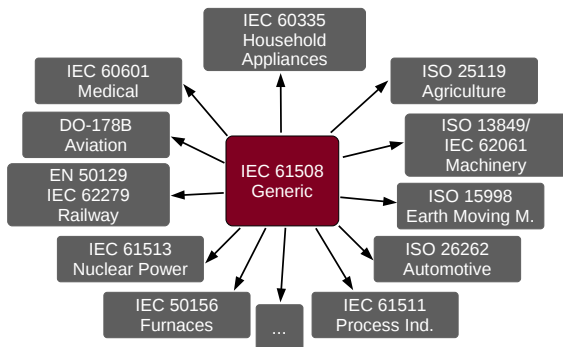 IEC 60335
Household
Appliances
IEC 60601
Medical
ISO 25119
Agriculture
DO-178B
Aviation
ISO 13849/
IEC 62061
Machinery
IEC 61508
Generic
EN 50129
IEC 62279
Railway
ISO 15998
Earth Moving M.
IEC 61513
Nuclear Power
ISO 26262
Automotive
IEC 50156
Furnaces
...
IEC 61511
Process Ind.